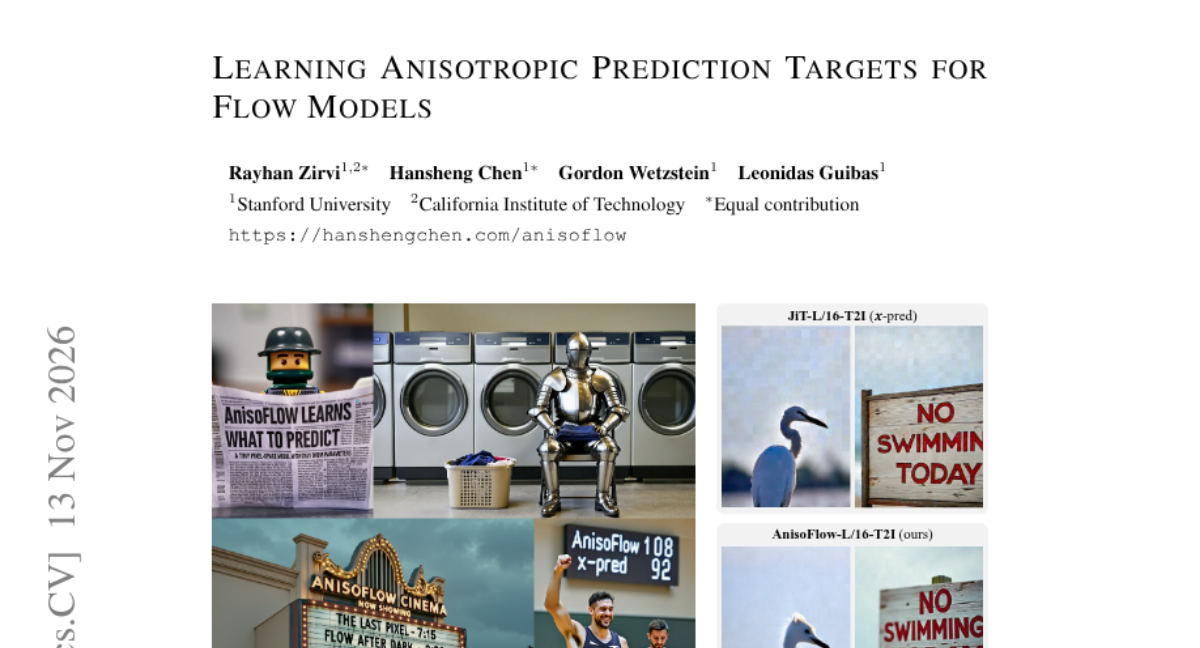 LEARNING ANISOTROPIC PREDICTION TARGETS FOR
FLOW MODELS
Rayhan Zirvi1,2* Hansheng Chen1* Gordon Wetzstein1 Leonidas Guibas1
1Stanford University 2California Institute of Technology *Equal contribution
https://hanshengchen.com/anisoflow
cs.CV] 13 Nov 2026
AnisoFLOW LEARNS
WHAT TO PREDICT
AnisoFlow 108
x-pred 92
ANISOFLOW CINEMA
NOW SHOWING
THE LAST PIXEL - 7:15
FLOW AFTER DARK
JiT-L/16-T2I (x-pred)
NO
SWIMMIN
TODAY
AnisoFlow-L/16-T2I (ours)
NO
SWIMMING